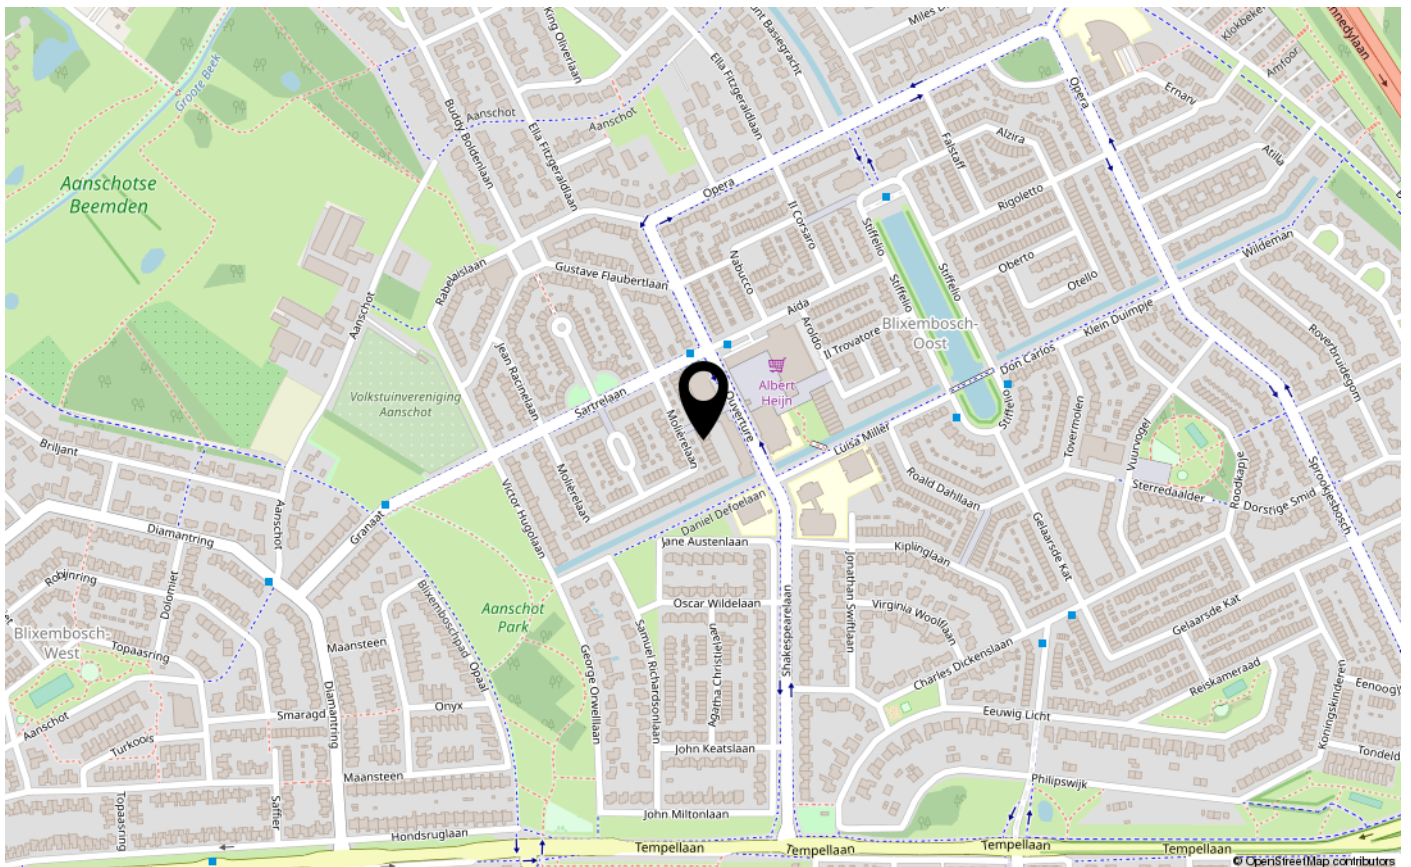 King Oliverlaan
Ella Fitzgeraldlaan
Miles
Klokbeke
Amfoor
Groote Beek
Buddy Boldenlaan
Aanschot
Ella Fitzgeraldlaan
Aanschot
Opera
Ernani
Falstaff
Alzira
Attila
Aanschotse
Beemden
Opera
Il Corsaro
Rigoletto
Stiffelio
Stiffelio
Wildeman
Rabelaislaan
Gustave Flaubertlaan
Nabucco
Oberto
Otello
Aanschot
Stiffelio
Aida
Klein Duimpje
Aroldo
Il Trovatore
Blixembosch-
Oost
Roverbruidegom
Jean Racinelaan
Don Carlos
Albert
Heijn
Volkstuinvereniging
Aanschot
Sartrelaan
Ouverture
Stiffelio
Molièrelaan
Luisa Miller
Tovermolen
Vuurvogel
Briljant
Molièrelaan
Roald Dahllaan
Sterredaalder
Roodkapje
Sprookjesbosch
Victor Hugolaan
Daniel Defoelaan
Dorstige Smid
Aanschot
Granaat
Diamantring
Jane Austenlaan
Kiplinglaan
Gelaarsde Kat
Robijnring
Dolomiet
Blixemboschpad
Aanschot
Park
Oscar Wildelaan
Jonathan Swiftlaan
Virginia Woolflaan
Gelaarsde Kat
Blixembosch-
West
Topaasring
Maansteen
Opaal
George Orwelllaan
Samuel Richardsonlaan
Agatha Christielaan
Shakespearelaan
Charles Dickenslaan
Reiskameraad
Koningskinderen
Aanschot
Smaragd
Diamantring
Onyx
Eeuwig Licht
Turkoois
John Keatslaan
Maansteen
Philipswijk
Topaasring
Saffier
John Miltonlaan
Hondsruglaan
Tempellaan
Tempellaan
Tempellaan
Tempellaan
© OpenStreetMap contributors